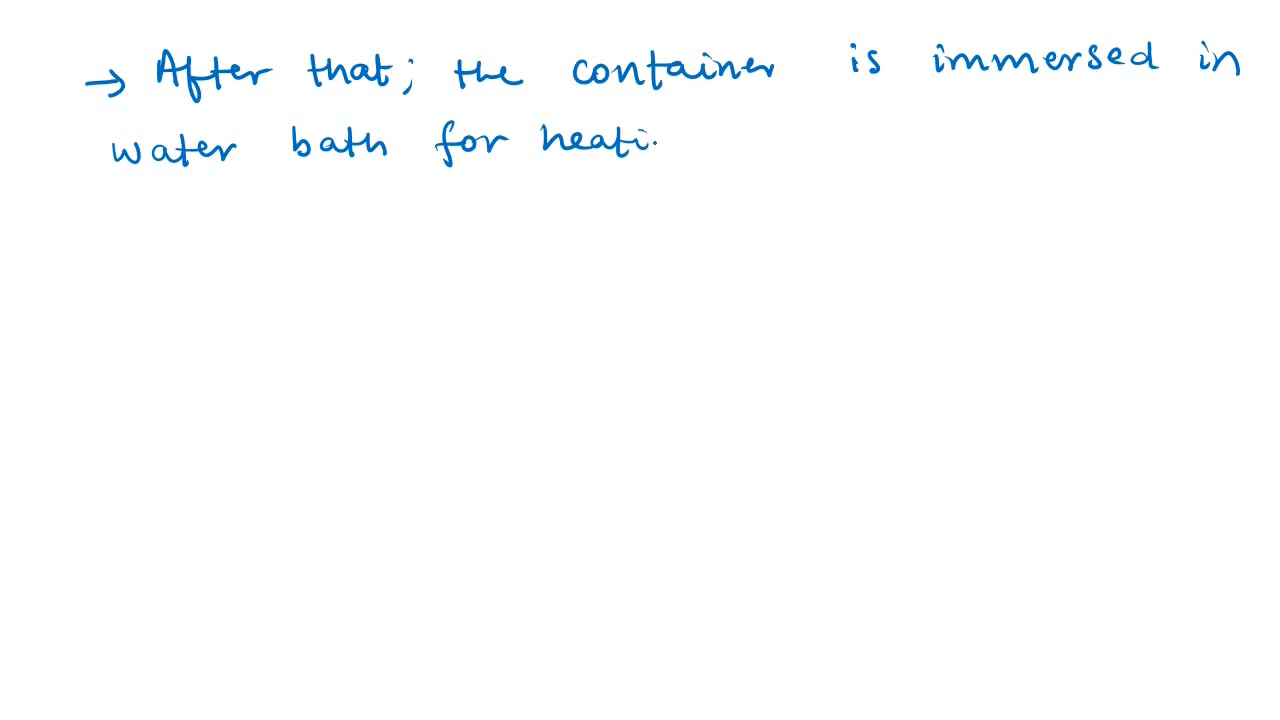 → After that; the container is immersed in
water bath for heati